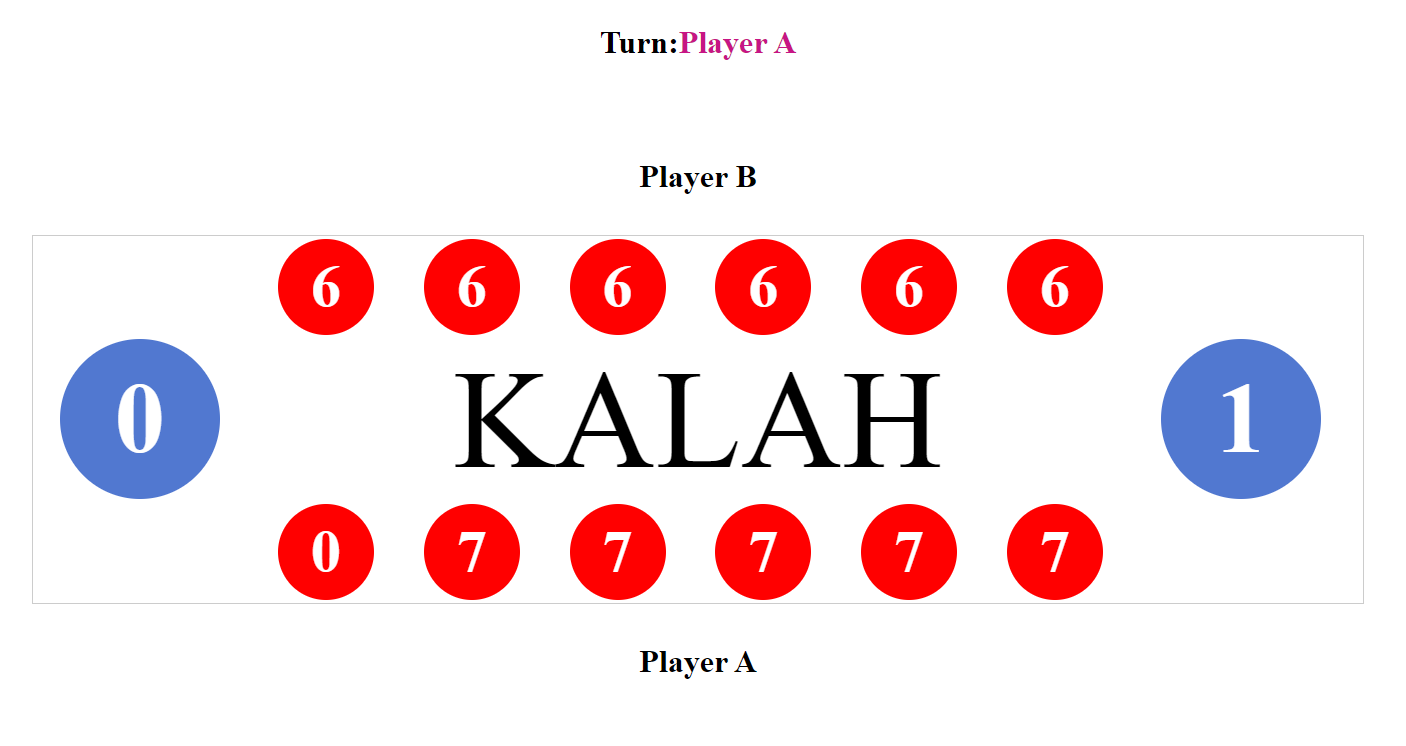 Turn:Player A
Player B
6 6 6 6 6 6
0 KALAH 1
0 7 7 7 7 7
Player A